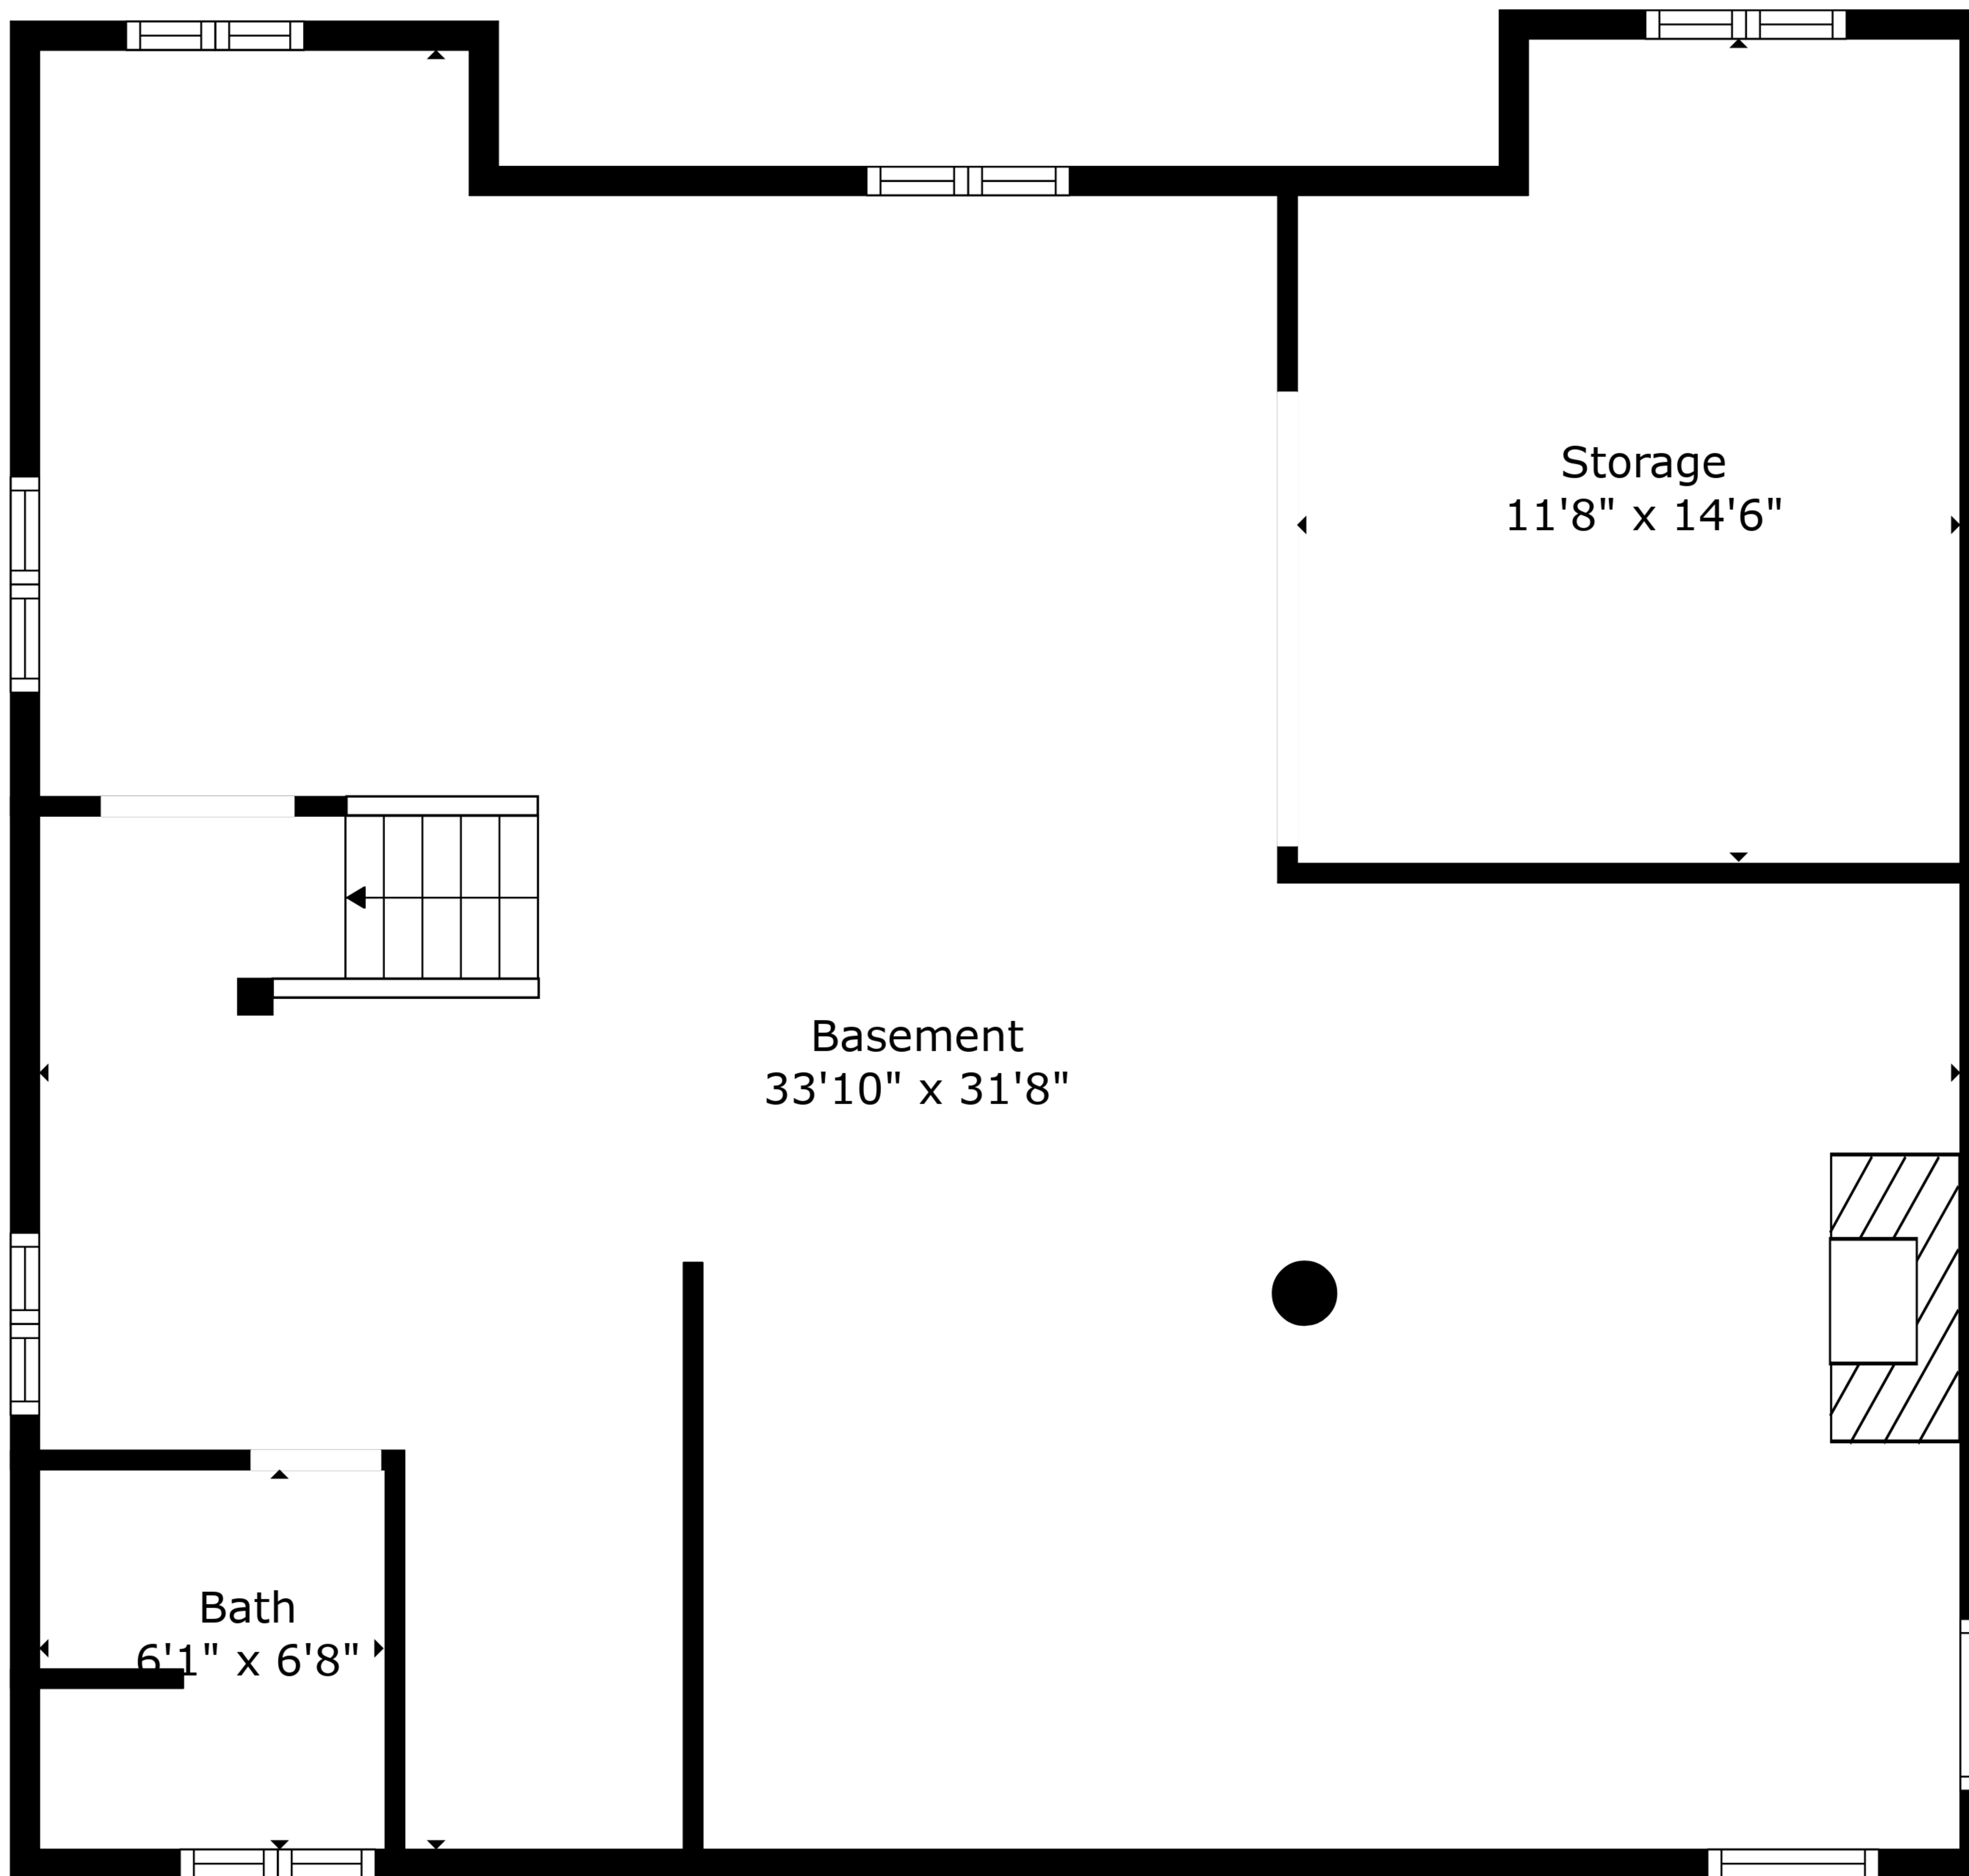 Storage
11'8" x 14'6"
Basement
33'10" x 31'8"
Bath
6'1" x 6'8"